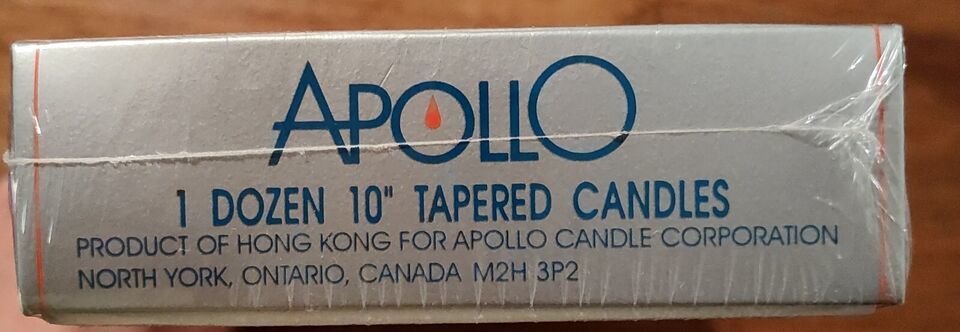 APOLLO
1 DOZEN 10" TAPERED CANDLES
PRODUCT OF HONG KONG FOR APOLLO CANDLE CORPORATION
NORTH YORK, ONTARIO, CANADA M2H 3P2